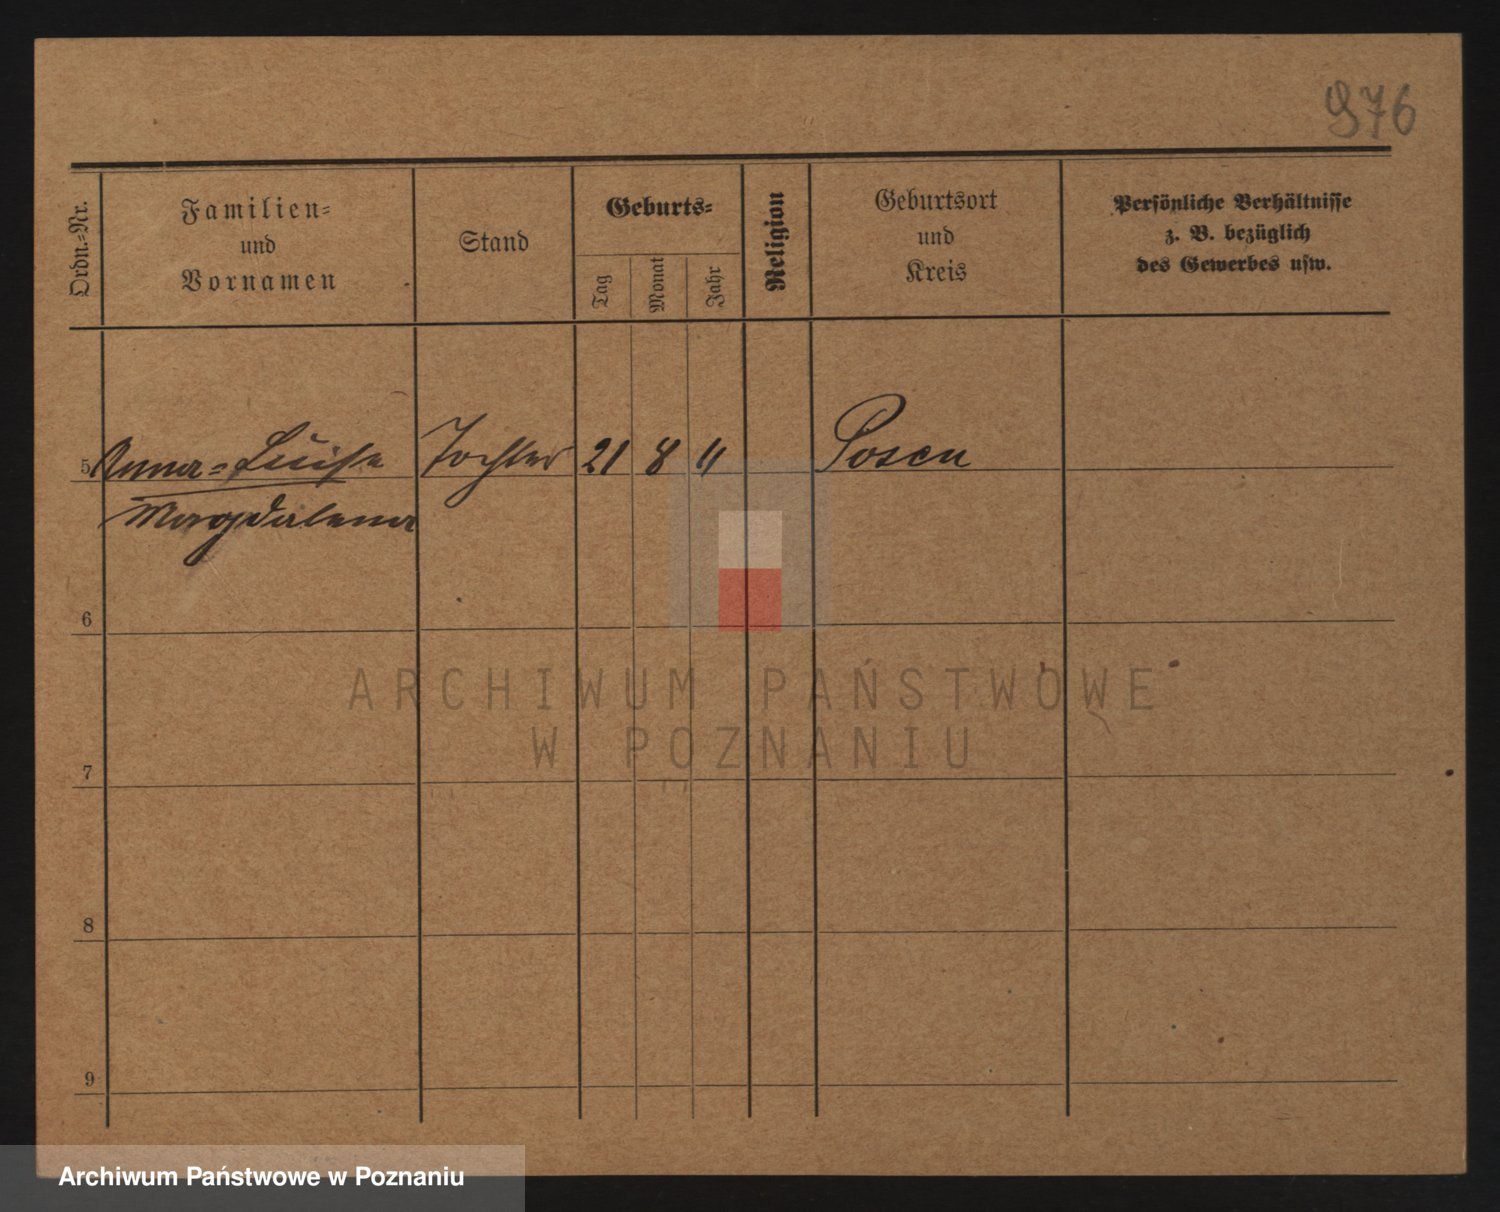 976
Ordn.-Nr.
Familien-
und
Vornamen
Stand
Geburts-
Tag
Monat
Jahr
Religion
Geburtsort
und
Kreis
Persönliche Verhältnisse
z. B. bezüglich
des Gewerbes usw.
5 Anna-Luise Tochter 21 8 11 Posen
Magdalena
6
7
8
9
ARCHIWUM PAŃSTWOWE
W POZNANIU
Archiwum Państwowe w Poznaniu